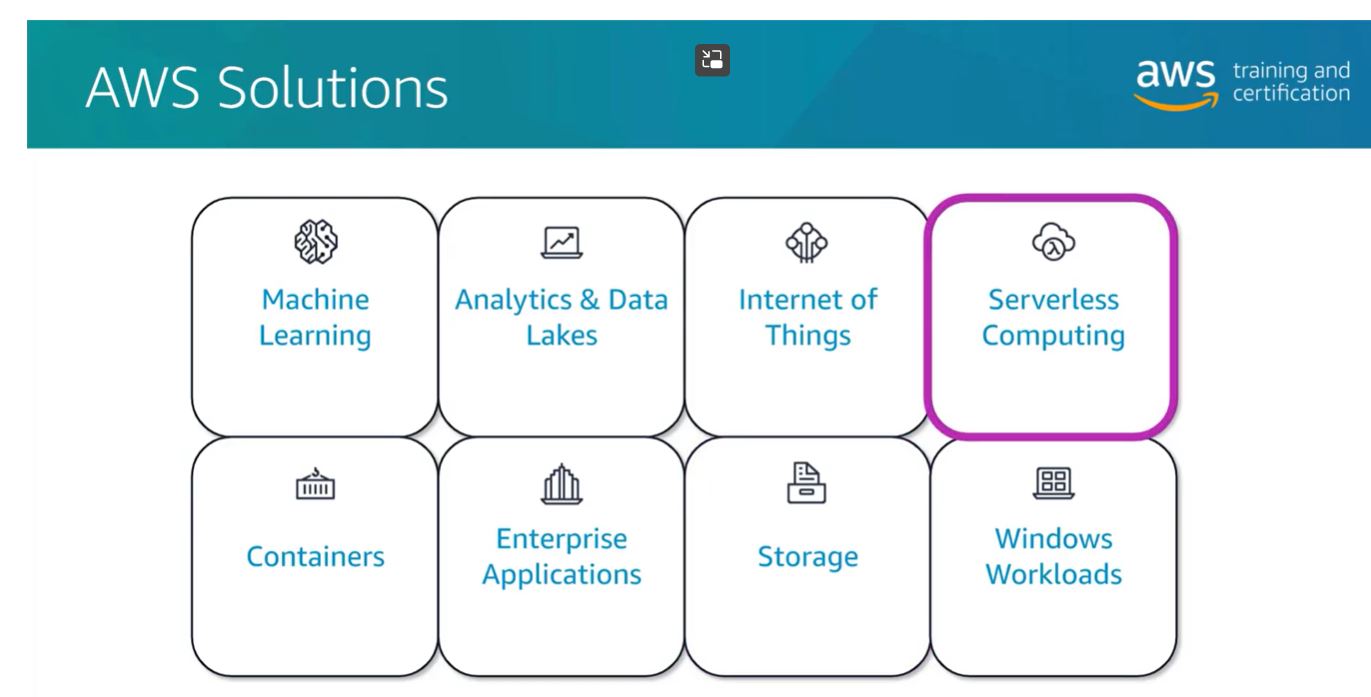 AWS Solutions
aws training and
certification
Machine
Learning
Analytics & Data
Lakes
Internet of
Things
Serverless
Computing
Containers
Enterprise
Applications
Storage
Windows
Workloads